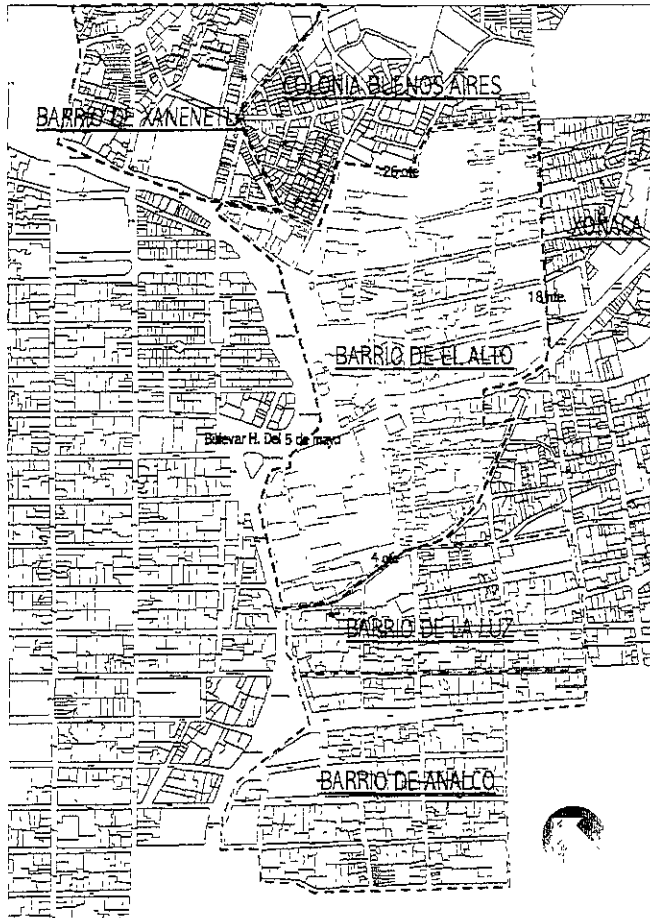 COLONIA BUENOS AIRES
BARRIO DE XANENETLA
26 ote.
XONACA
18 nte.
BARRIO DE EL ALTO
Bulevar H. Del 5 de mayo
4 ote.
BARRIO DE LA LUZ
BARRIO DE ANALCO